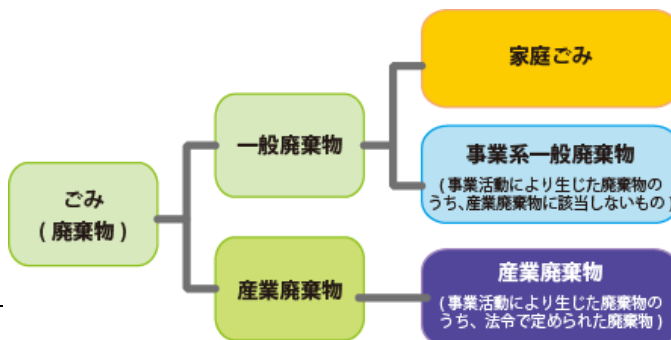 ごみ
(廃棄物)
一般廃棄物
産業廃棄物
家庭ごみ
事業系一般廃棄物
(事業活動により生じた廃棄物の
うち、産業廃棄物に該当しないもの)
産業廃棄物
(事業活動により生じた廃棄物の
うち、法令で定められた廃棄物)